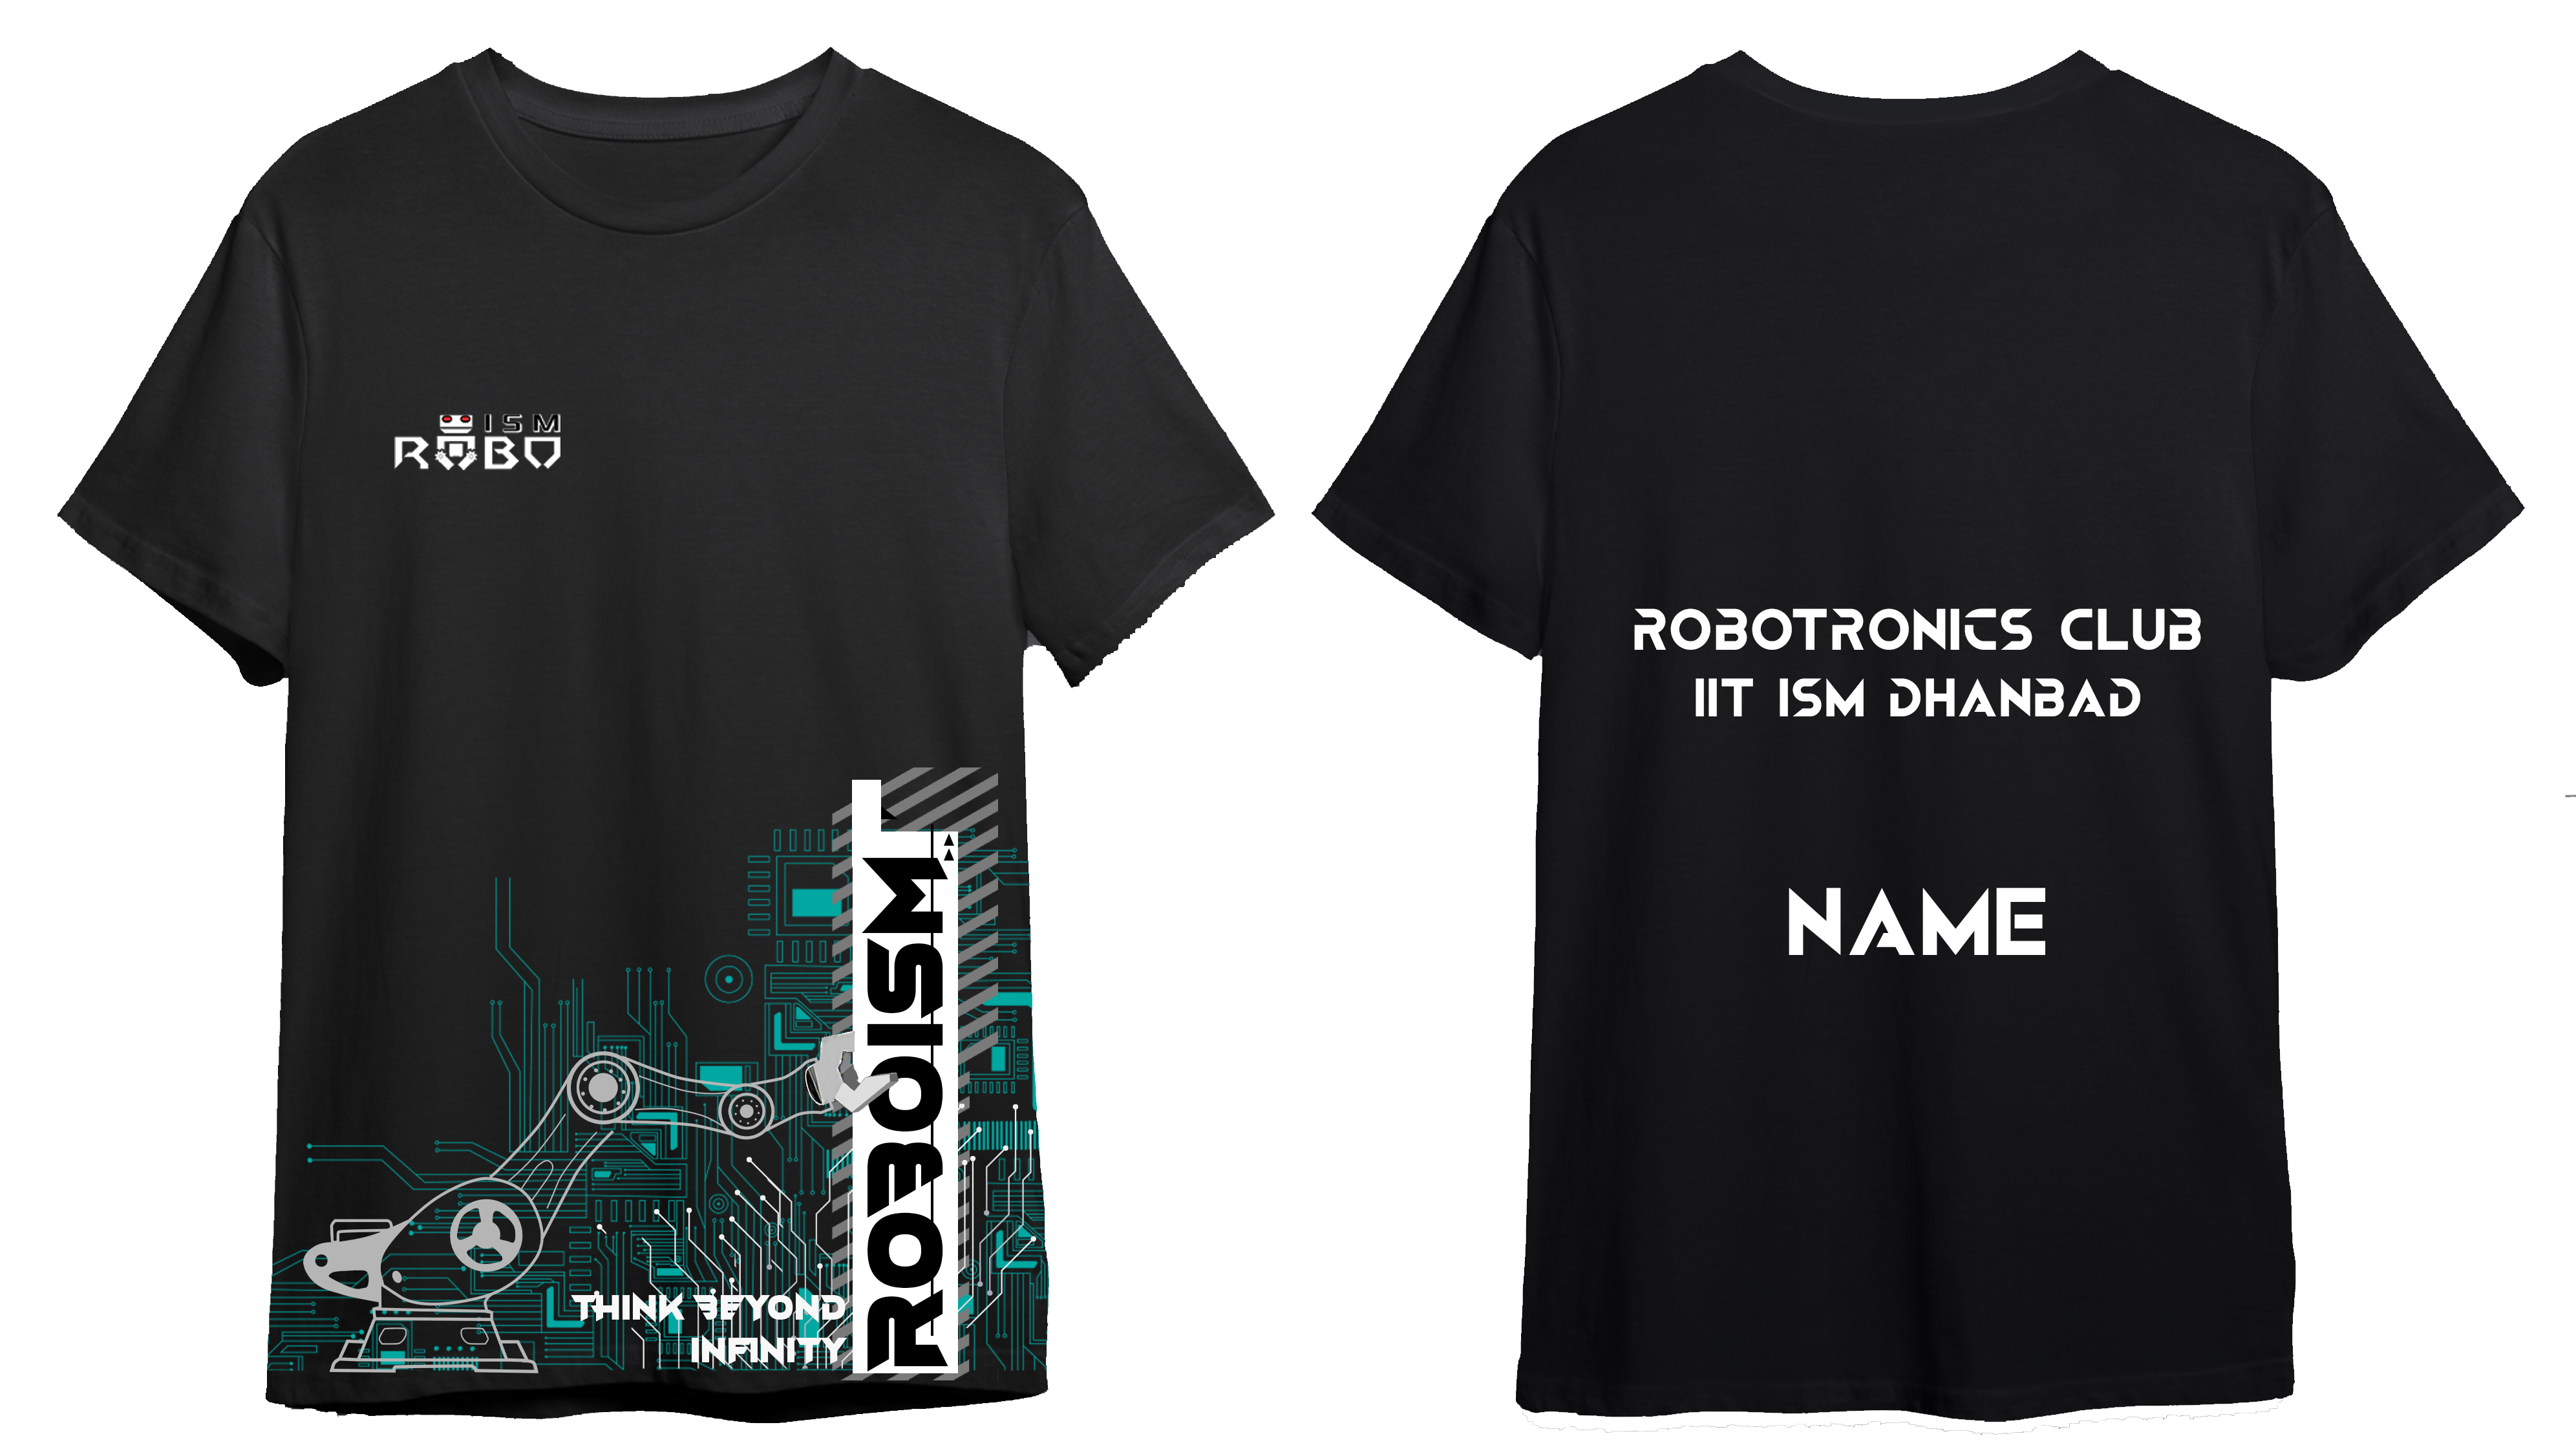 ISM
ROBO
ROBOISM
THINK BEYOND
INFINITY
ROBOTRONICS CLUB
IIT ISM DHANBAD
NAME